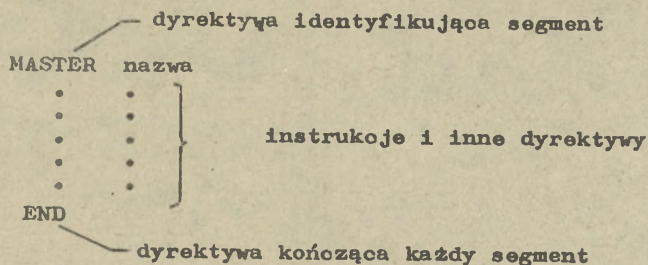 dyrektywa identyfikująca segment
MASTER nazwa
instrukcje i inne dyrektywy
END
dyrektywa kończąca każdy segment